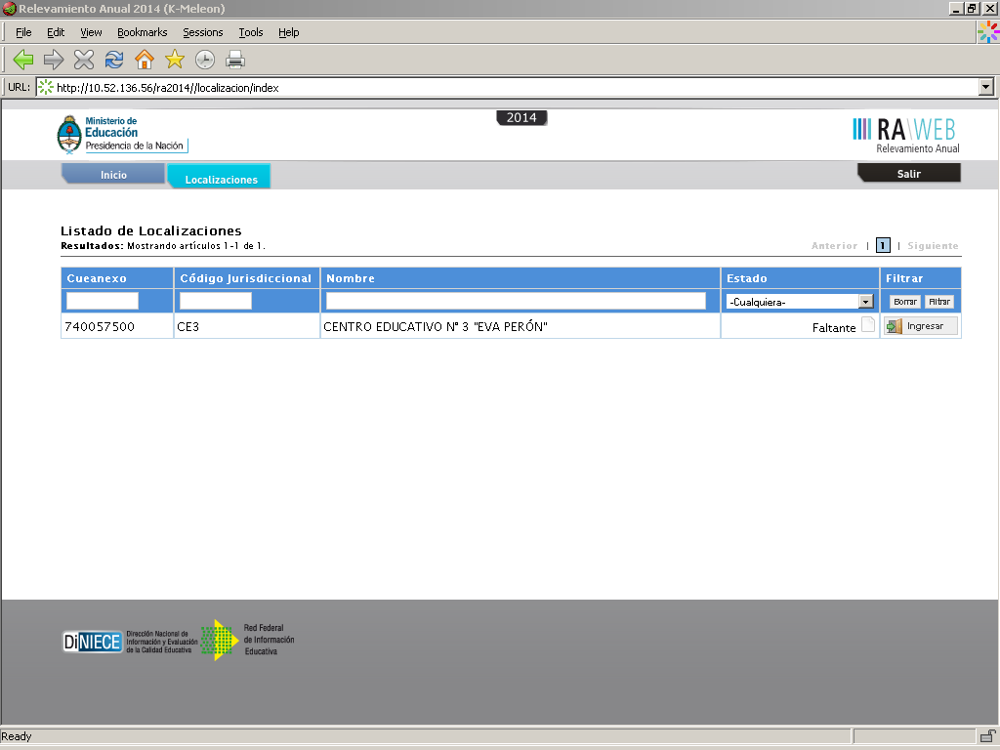 Relevamiento Anual 2014 (K-Meleon)
File Edit View Bookmarks Sessions Tools Help
URL: http://10.52.136.56/ra2014//localizacion/index
Ministerio de
Educación
Presidencia de la Nación
2014
RA\WEB
Relevamiento Anual
Inicio Localizaciones Salir
Listado de Localizaciones
Resultados: Mostrando artículos 1-1 de 1.
Anterior | 1 | Siguiente
Cueanexo Código Jurisdiccional Nombre Estado Filtrar
-Cualquiera- Borrar Filtrar
740057500 CE3 CENTRO EDUCATIVO N° 3 "EVA PERÓN" Faltante Ingresar
DiNIECE
Dirección Nacional de
Información y Evaluación
de la Calidad Educativa
Red Federal
de Información
Educativa
Ready